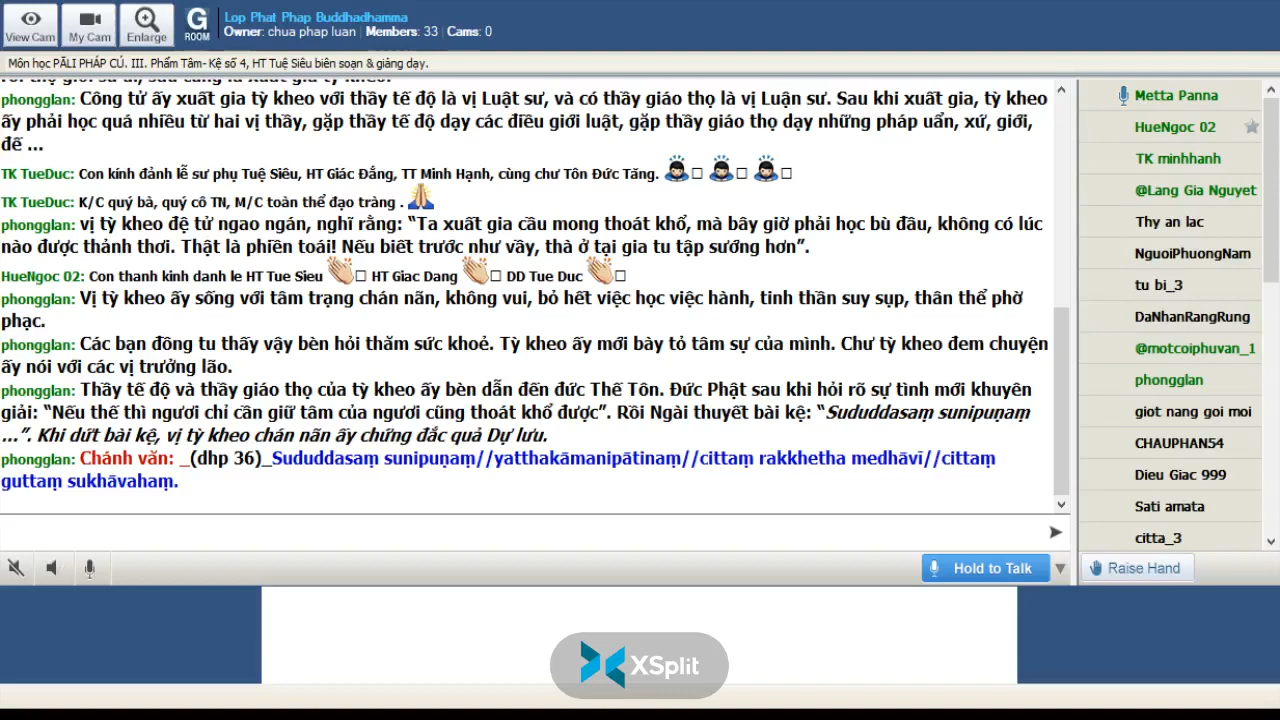 View Cam
My Cam
Enlarge
G
ROOM
Lop Phat Phap Buddhadhamma
Owner: chua phap luan | Members: 33 | Cams: 0
Môn học PĀLI PHÁP CÚ. III. Phẩm Tâm- Kệ số 4, HT Tuệ Siêu biên soạn & giảng dạy.
phongglan: Công tử ấy xuất gia tỳ kheo với thầy tế độ là vị Luật sư, và có thầy giáo thọ là vị Luận sư. Sau khi xuất gia, tỳ kheo
ấy phải học quá nhiều từ hai vị thầy, gặp thầy tế độ dạy các điều giới luật, gặp thầy giáo thọ dạy những pháp uẩn, xứ, giới,
đế ...
TK TueDuc: Con kính đảnh lễ sư phụ Tuệ Siêu, HT Giác Đẳng, TT Minh Hạnh, cùng chư Tôn Đức Tăng.
TK TueDuc: K/C quý bà, quý cô TN, M/C toàn thể đạo tràng .
phongglan: vị tỳ kheo đệ tử ngao ngán, nghĩ rằng: “Ta xuất gia cầu mong thoát khổ, mà bây giờ phải học bù đầu, không có lúc
nào được thảnh thơi. Thật là phiền toái! Nếu biết trước như vầy, thà ở tại gia tu tập sướng hơn”.
HueNgoc 02: Con thanh kinh danh le HT Tue Sieu HT Giac Dang DD Tue Duc
phongglan: Vị tỳ kheo ấy sống với tâm trạng chán nãn, không vui, bỏ hết việc học việc hành, tinh thần suy sụp, thân thể phờ
phạc.
phongglan: Các bạn đồng tu thấy vậy bèn hỏi thăm sức khoẻ. Tỳ kheo ấy mới bày tỏ tâm sự của mình. Chư tỳ kheo đem chuyện
ấy nói với các vị trưởng lão.
phongglan: Thầy tế độ và thầy giáo thọ của tỳ kheo ấy bèn dẫn đến đức Thế Tôn. Đức Phật sau khi hỏi rõ sự tình mới khuyên
giải: “Nếu thế thì ngươi chỉ cần giữ tâm của ngươi cũng thoát khổ được”. Rồi Ngài thuyết bài kệ: “Sududdasaṃ sunipuṇaṃ
...”. Khi dứt bài kệ, vị tỳ kheo chán nãn ấy chứng đắc quả Dự lưu.
phongglan: Chánh văn: _(dhp 36)_Sududdasaṃ sunipuṇaṃ//yatthakāmanipātinaṃ//cittaṃ rakkhetha medhāvī//cittaṃ
guttaṃ sukhāvahaṃ.
Metta Panna
HueNgoc 02
TK minhhanh
@Lang Gia Nguyet
Thy an lac
NguoiPhuongNam
tu bi_3
DaNhanRangRung
@motcoiphuvan_1
phongglan
giot nang goi moi
CHAUPHAN54
Dieu Giac 999
Sati amata
citta_3
Hold to Talk
Raise Hand
XSplit